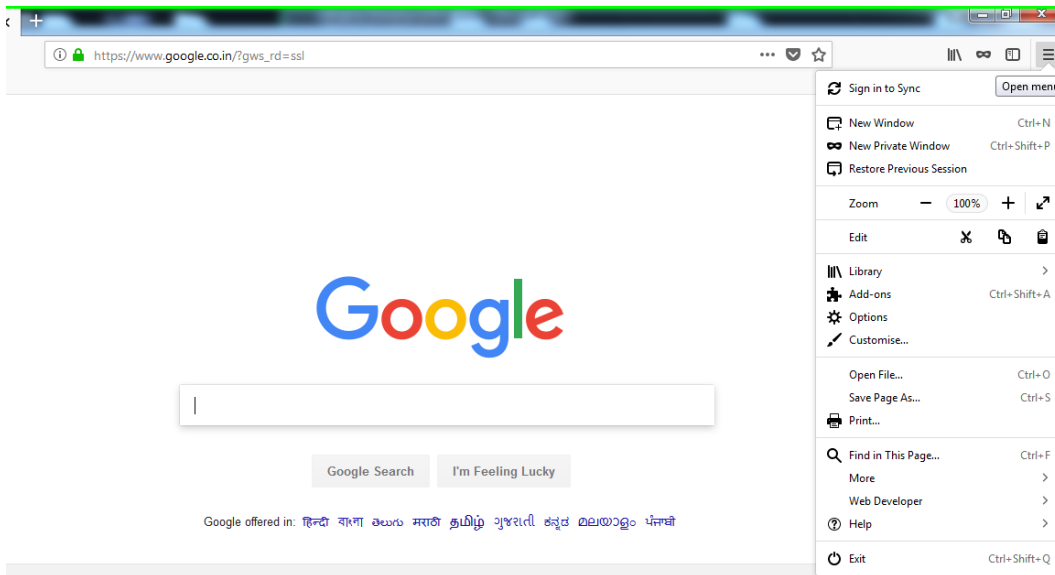 https://www.google.co.in/?gws_rd=ssl
Sign in to Sync
Open menu
New Window Ctrl+N
New Private Window Ctrl+Shift+P
Restore Previous Session
Zoom 100%
Edit
Library
Add-ons Ctrl+Shift+A
Options
Customise...
Open File... Ctrl+O
Save Page As... Ctrl+S
Print...
Find in This Page... Ctrl+F
More
Web Developer
Help
Exit Ctrl+Shift+Q
Google
Google Search I'm Feeling Lucky
Google offered in: हिन्दी বাংলা తెలుగు मराठी தமிழ் ગુજરાતી ಕನ್ನಡ മലയാളം ਪੰਜਾਬੀ